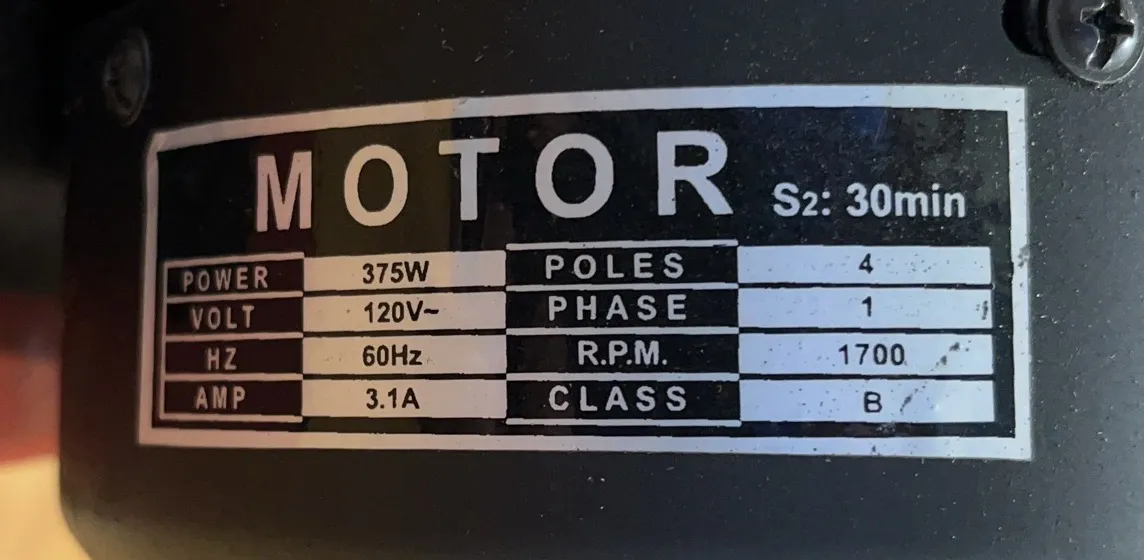 MOTOR S2: 30min
POWER 375W POLES 4
VOLT 120V~ PHASE 1
HZ 60Hz R.P.M. 1700
AMP 3.1A CLASS B